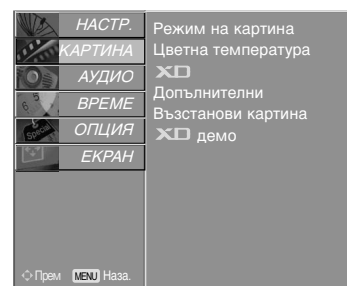 НАСТР.
КАРТИНА
АУДИО
ВРЕМЕ
ОПЦИЯ
ЕКРАН
Режим на картина
Цветна температура
XD
Допълнителни
Възстанови картина
XD демо
Прем MENU Наза.